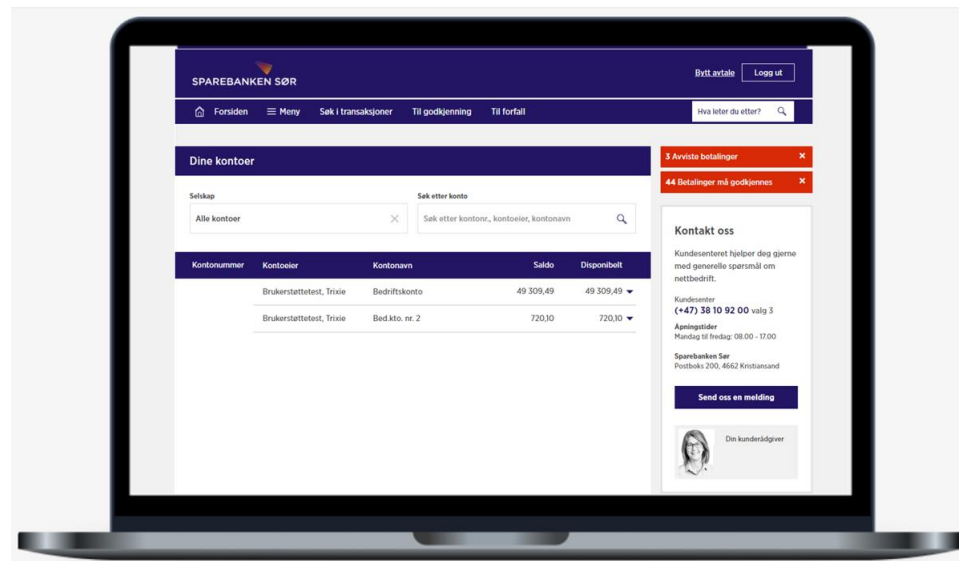 SPAREBANKEN SØR
Bytt avtale
Logg ut
Forsiden
Meny
Søk i transaksjoner
Til godkjenning
Til forfall
Hva leter du etter?
Dine kontoer
Selskap
Søk etter konto
Alle kontoer
Søk etter kontonr., kontoeier, kontonavn
Kontonummer Kontoeier Kontonavn Saldo Disponibelt
Brukerstøttetest, Trixie Bedriftskonto 49 309,49 49 309,49
Brukerstøttetest, Trixie Bed.kto. nr. 2 720,10 720,10
3 Avviste betalinger
44 Betalinger må godkjennes
Kontakt oss
Kundesenteret hjelper deg gjerne
med generelle spørsmål om
nettbedrift.
Kundesenter
(+47) 38 10 92 00 valg 3
Åpningstider
Mandag til fredag: 08.00 - 17.00
Sparebanken Sør
Postboks 200, 4662 Kristiansand
Send oss en melding
Din kunderådgiver